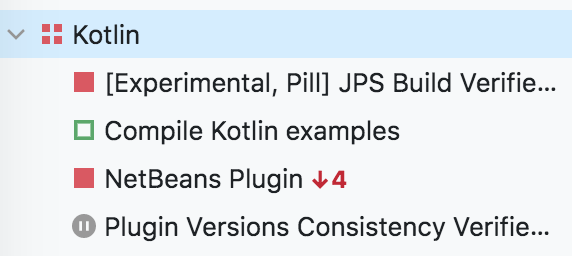 Kotlin
[Experimental, Pill] JPS Build Verifie...
Compile Kotlin examples
NetBeans Plugin ↓4
Plugin Versions Consistency Verifie...